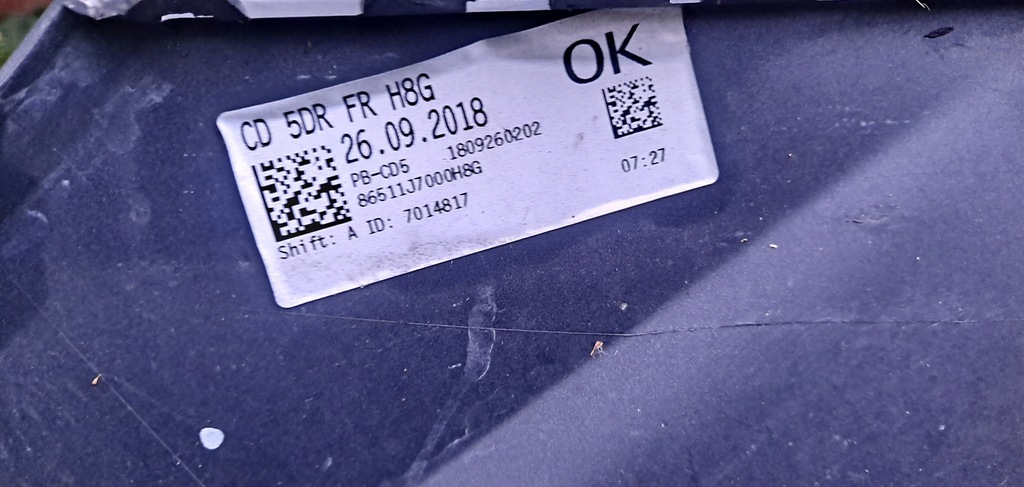 CD 5DR FR H8G
OK
26.09.2018
PB-CD5 1809260202
86511J7000H8G
07:27
Shift: A ID: 7014817